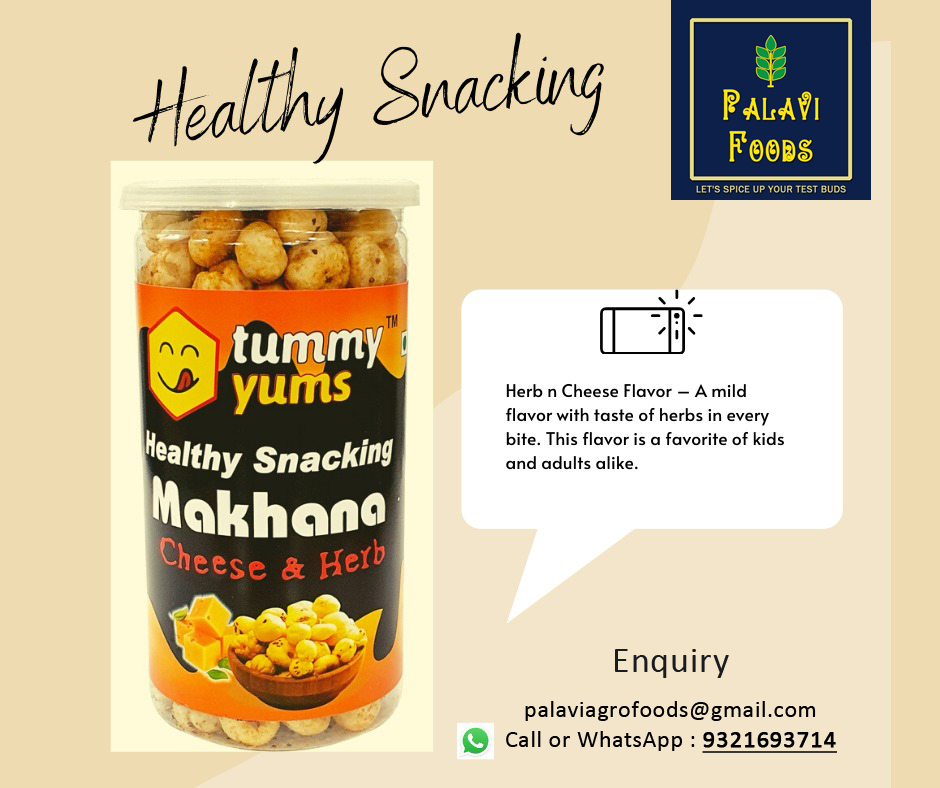 Healthy Snacking
PALAVI
FOODS
LET'S SPICE UP YOUR TEST BUDS
tummy TM
yums
Healthy Snacking
Makhana
Cheese & Herb
Herb n Cheese Flavor – A mild
flavor with taste of herbs in every
bite. This flavor is a favorite of kids
and adults alike.
Enquiry
palaviagrofoods@gmail.com
Call or WhatsApp : 9321693714